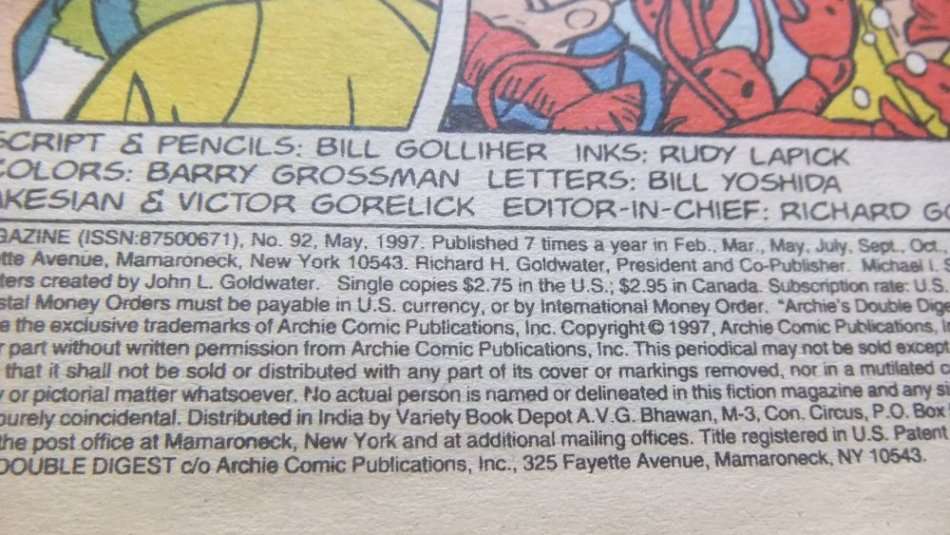 SCRIPT & PENCILS: BILL GOLLIHER INKS: RUDY LAPICK
COLORS: BARRY GROSSMAN LETTERS: BILL YOSHIDA
AKESIAN & VICTOR GORELICK EDITOR-IN-CHIEF: RICHARD G
GAZINE (ISSN:87500671), No. 92, May, 1997. Published 7 times a year in Feb., Mar., May, July, Sept., Oct
tte Avenue, Mamaroneck, New York 10543. Richard H. Goldwater, President and Co-Publisher. Michael I. S
ters created by John L. Goldwater. Single copies $2.75 in the U.S.; $2.95 in Canada. Subscription rate: U.S.
stal Money Orders must be payable in U.S. currency, or by International Money Order. "Archie's Double Dig
e the exclusive trademarks of Archie Comic Publications, Inc. Copyright © 1997, Archie Comic Publications, I
r part without written permission from Archie Comic Publications, Inc. This periodical may not be sold except
that it shall not be sold or distributed with any part of its cover or markings removed, nor in a mutilated c
y or pictorial matter whatsoever. No actual person is named or delineated in this fiction magazine and any s
purely coincidental. Distributed in India by Variety Book Depot A.V.G. Bhawan, M-3, Con. Circus, P.O. Box
the post office at Mamaroneck, New York and at additional mailing offices. Title registered in U.S. Patent
DOUBLE DIGEST c/o Archie Comic Publications, Inc., 325 Fayette Avenue, Mamaroneck, NY 10543.